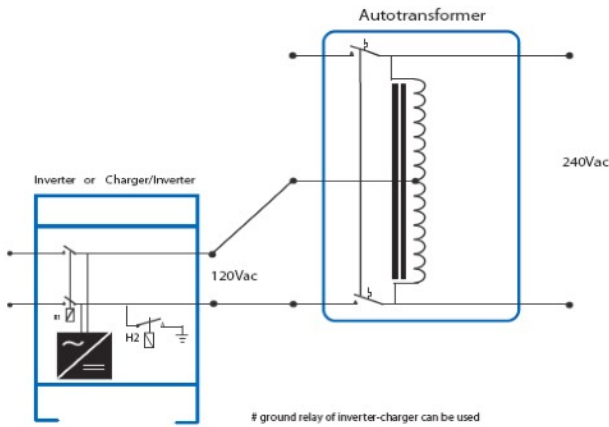 Autotransformer
240Vac
Inverter or Charger/Inverter
120Vac
H2
# ground relay of inverter-charger can be used